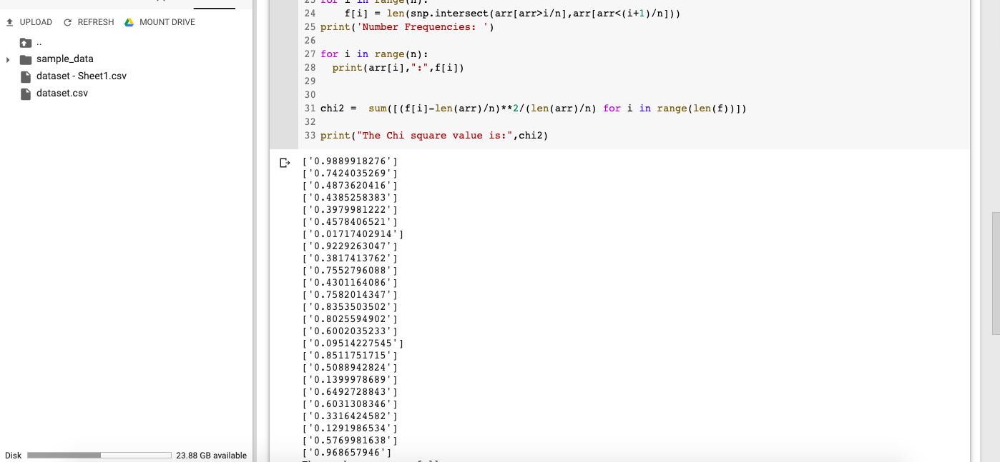 UPLOAD REFRESH MOUNT DRIVE
..
sample_data
dataset - Sheet1.csv
dataset.csv
Disk 23.88 GB available
23 for i in range(n):
24 f[i] = len(snp.intersect(arr[arr>i/n],arr[arr<(i+1)/n]))
25 print('Number Frequencies: ')
26
27 for i in range(n):
28 print(arr[i],":",f[i])
29
30
31 chi2 = sum([(f[i]-len(arr)/n)**2/(len(arr)/n) for i in range(len(f))])
32
33 print("The Chi square value is:",chi2)
['0.9889918276']
['0.7424035269']
['0.4873620416']
['0.4385258383']
['0.3979981222']
['0.4578406521']
['0.01717402914']
['0.9229263047']
['0.3817413762']
['0.7552796088']
['0.4301164086']
['0.7582014347']
['0.8353503502']
['0.8025594902']
['0.6002035233']
['0.09514227545']
['0.8511751715']
['0.5088942824']
['0.1399978689']
['0.6492728843']
['0.6031308346']
['0.3316424582']
['0.1291986534']
['0.5769981638']
['0.968657946']